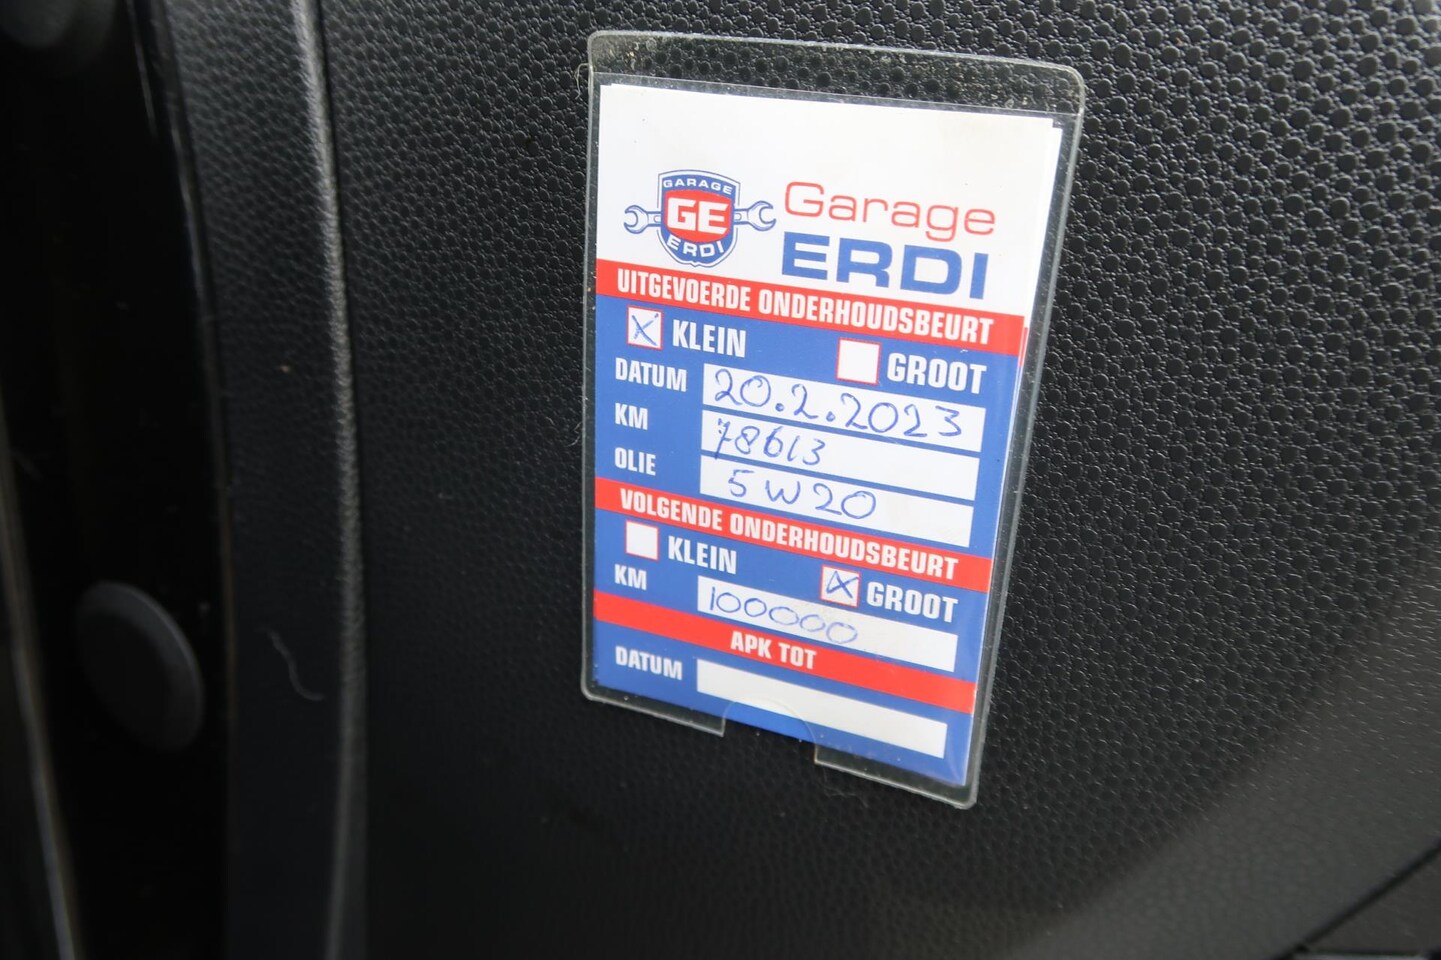 GARAGE
GE
ERDI
Garage
ERDI
UITGEVOERDE ONDERHOUDSBEURT
X KLEIN GROOT
DATUM 20.2.2023
KM 78613
OLIE 5W20
VOLGENDE ONDERHOUDSBEURT
KLEIN X GROOT
KM 100000
APK TOT
DATUM